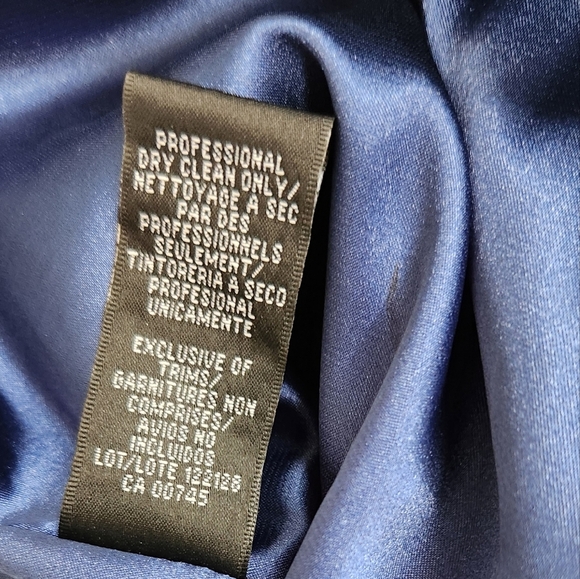 PROFESSIONAL
DRY CLEAN ONLY/
NETTOYAGE A SEC
PAR DES
PROFESSIONNELS
SEULEMENT/
TINTORERIA A SECO
PROFESIONAL
UNICAMENTE
EXCLUSIVE OF
TRIMS/
GARNITURES NON
COMPRISES/
AVIOS NO
INCLUIDOS
LOT/LOTE 122128
CA 00745